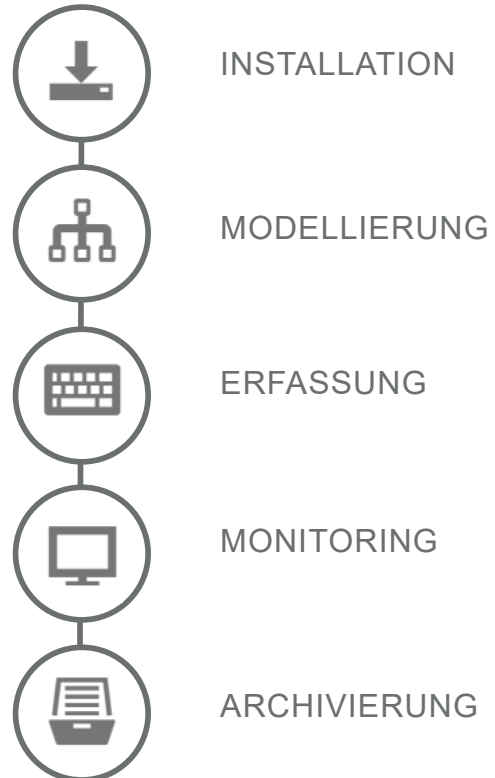 INSTALLATION
MODELLIERUNG
ERFASSUNG
MONITORING
ARCHIVIERUNG